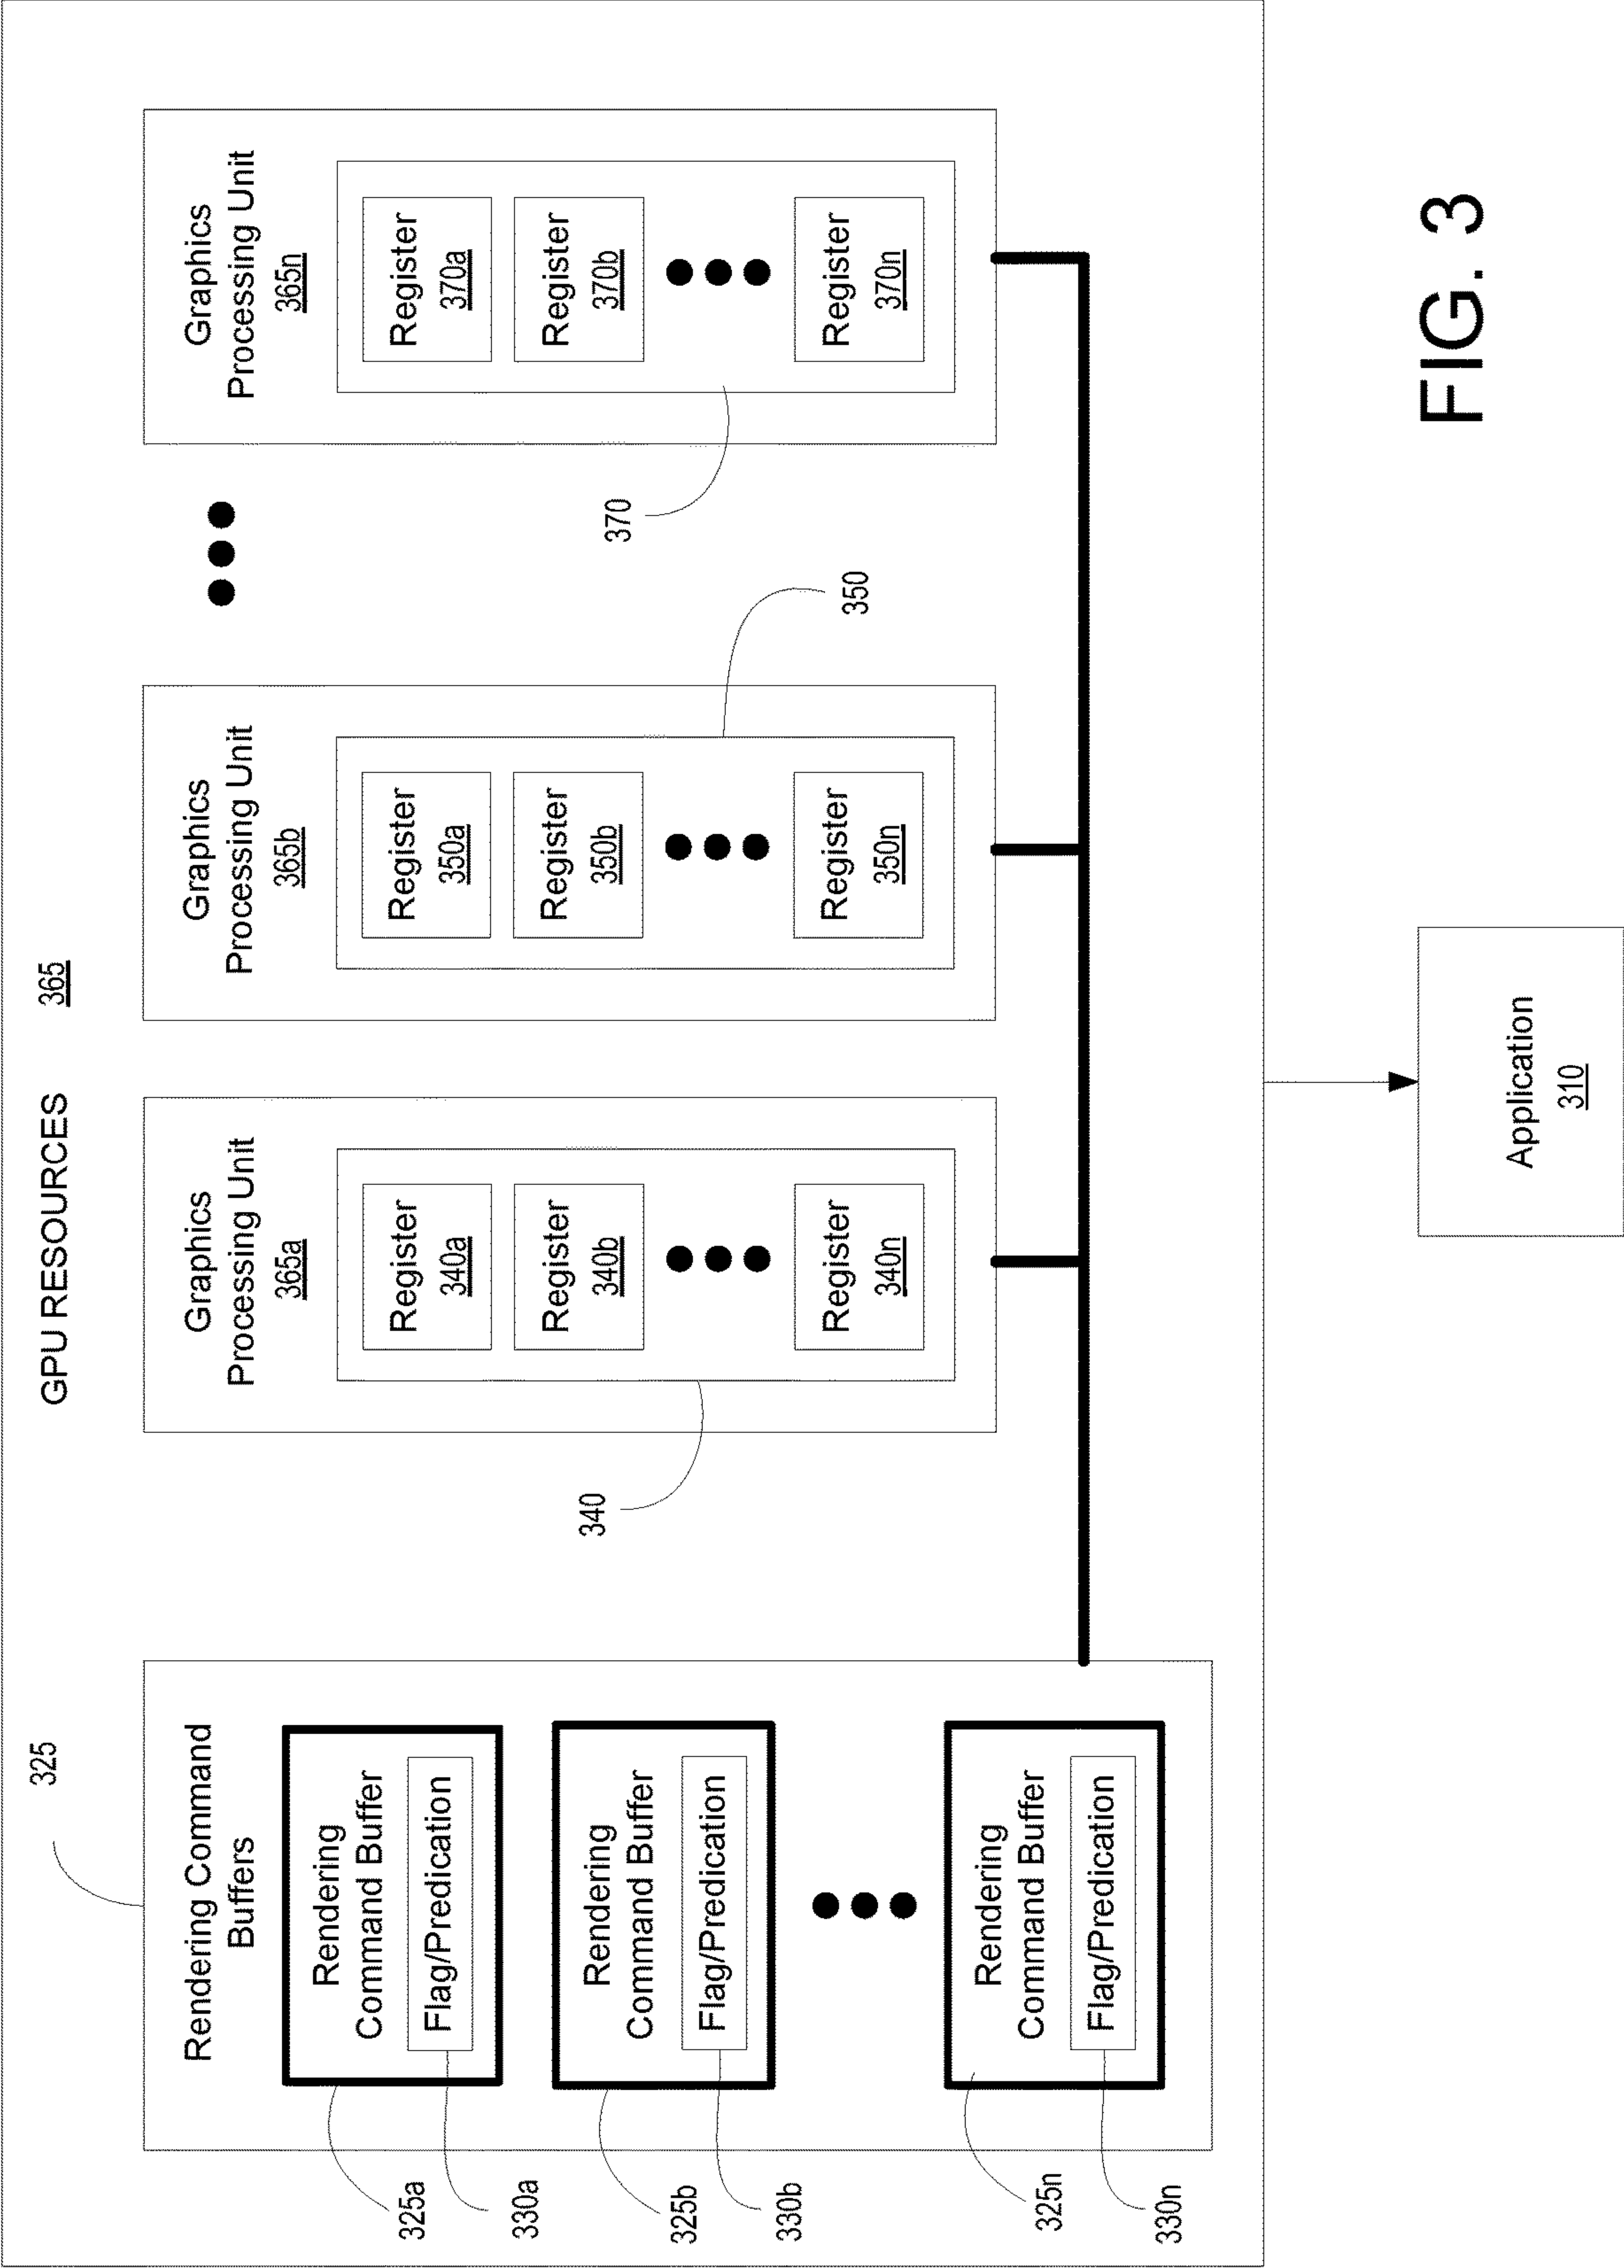 GPU RESOURCES 365
325
Rendering Command
Buffers
Rendering
Command Buffer
Flag/Predication
325a
330a
Rendering
Command Buffer
Flag/Predication
325b
330b
Rendering
Command Buffer
Flag/Predication
325n
330n
Graphics
Processing Unit
365a
Register
340a
Register
340b
Register
340n
340
Graphics
Processing Unit
365b
Register
350a
Register
350b
Register
350n
350
Graphics
Processing Unit
365n
Register
370a
Register
370b
Register
370n
370
Application
310
FIG. 3